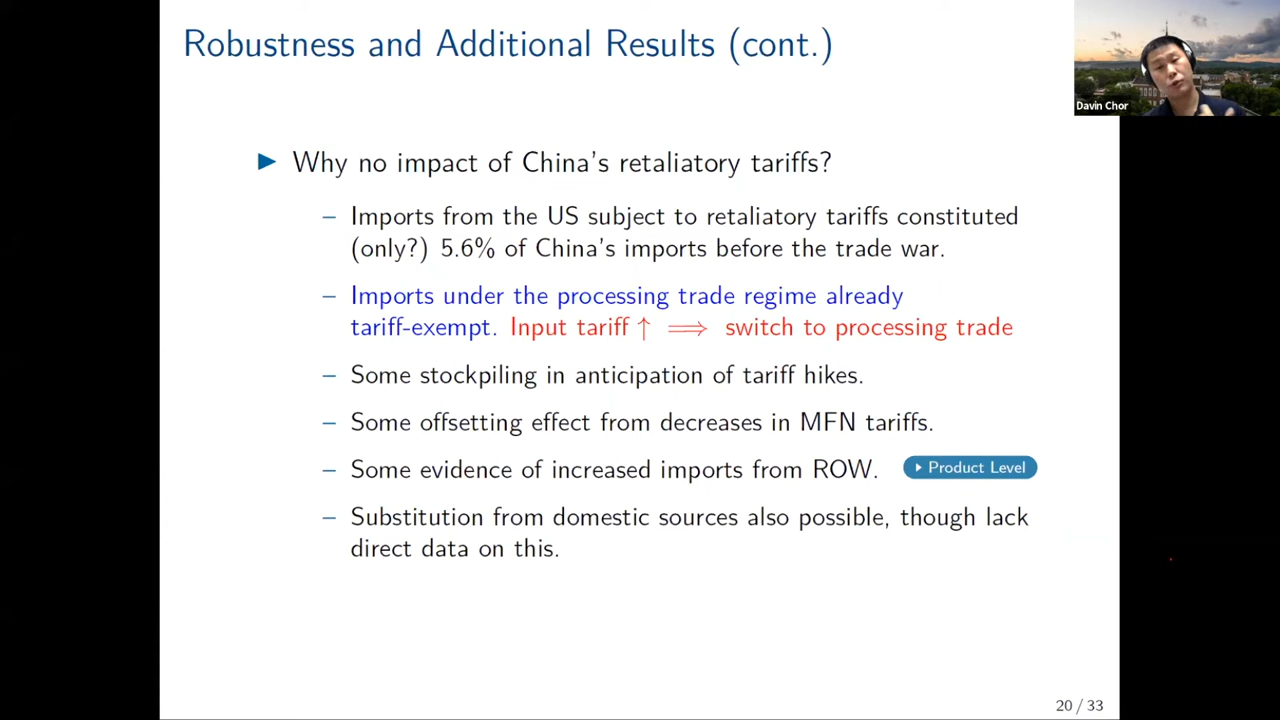 Robustness and Additional Results (cont.)
Davin Chor
▶ Why no impact of China's retaliatory tariffs?
– Imports from the US subject to retaliatory tariffs constituted
(only?) 5.6% of China's imports before the trade war.
– Imports under the processing trade regime already
tariff-exempt. Input tariff ↑ ⟹ switch to processing trade
– Some stockpiling in anticipation of tariff hikes.
– Some offsetting effect from decreases in MFN tariffs.
– Some evidence of increased imports from ROW. ▸ Product Level
– Substitution from domestic sources also possible, though lack
direct data on this.
20 / 33